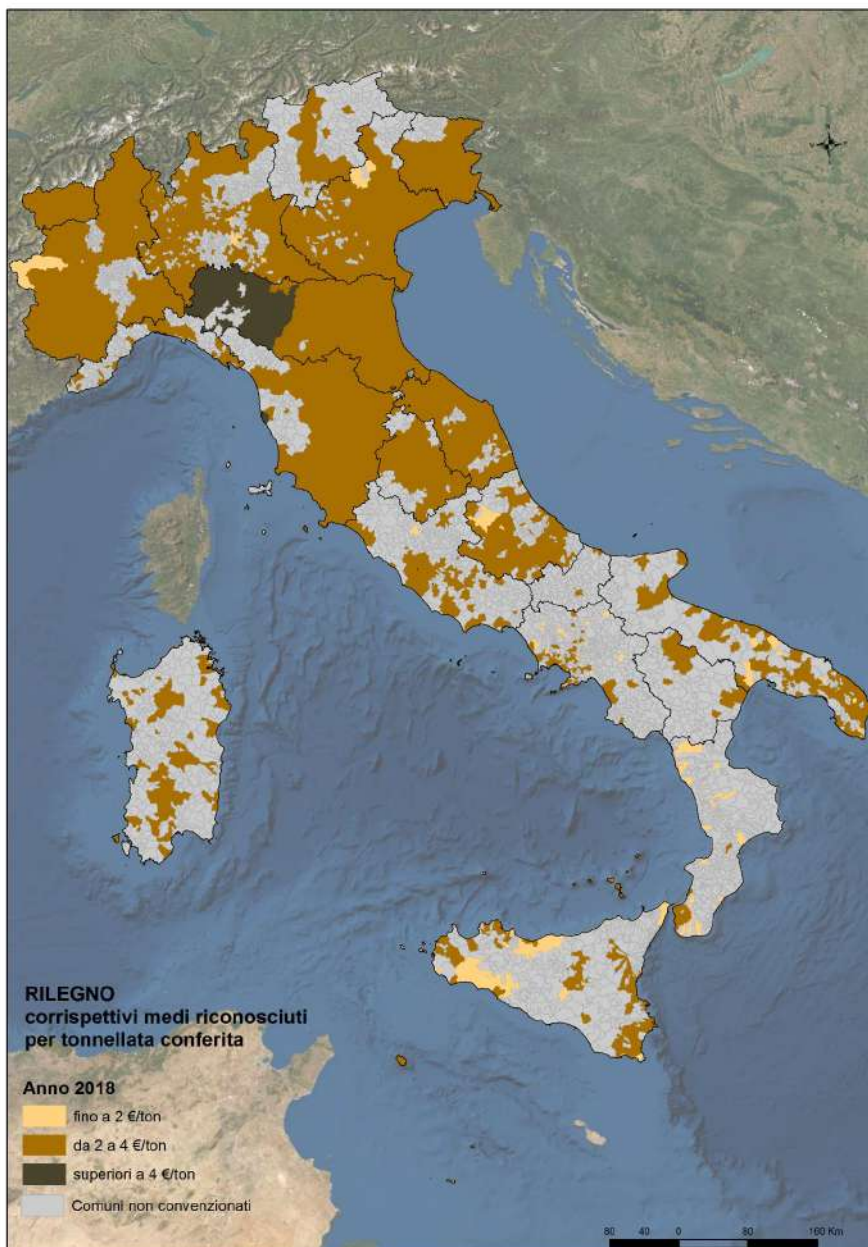 RILEGNO
corrispettivi medi riconosciuti
per tonnellata conferita
Anno 2018
fino a 2 €/ton
da 2 a 4 €/ton
superiori a 4 €/ton
Comuni non convenzionati
80 40 0 80 160 Km